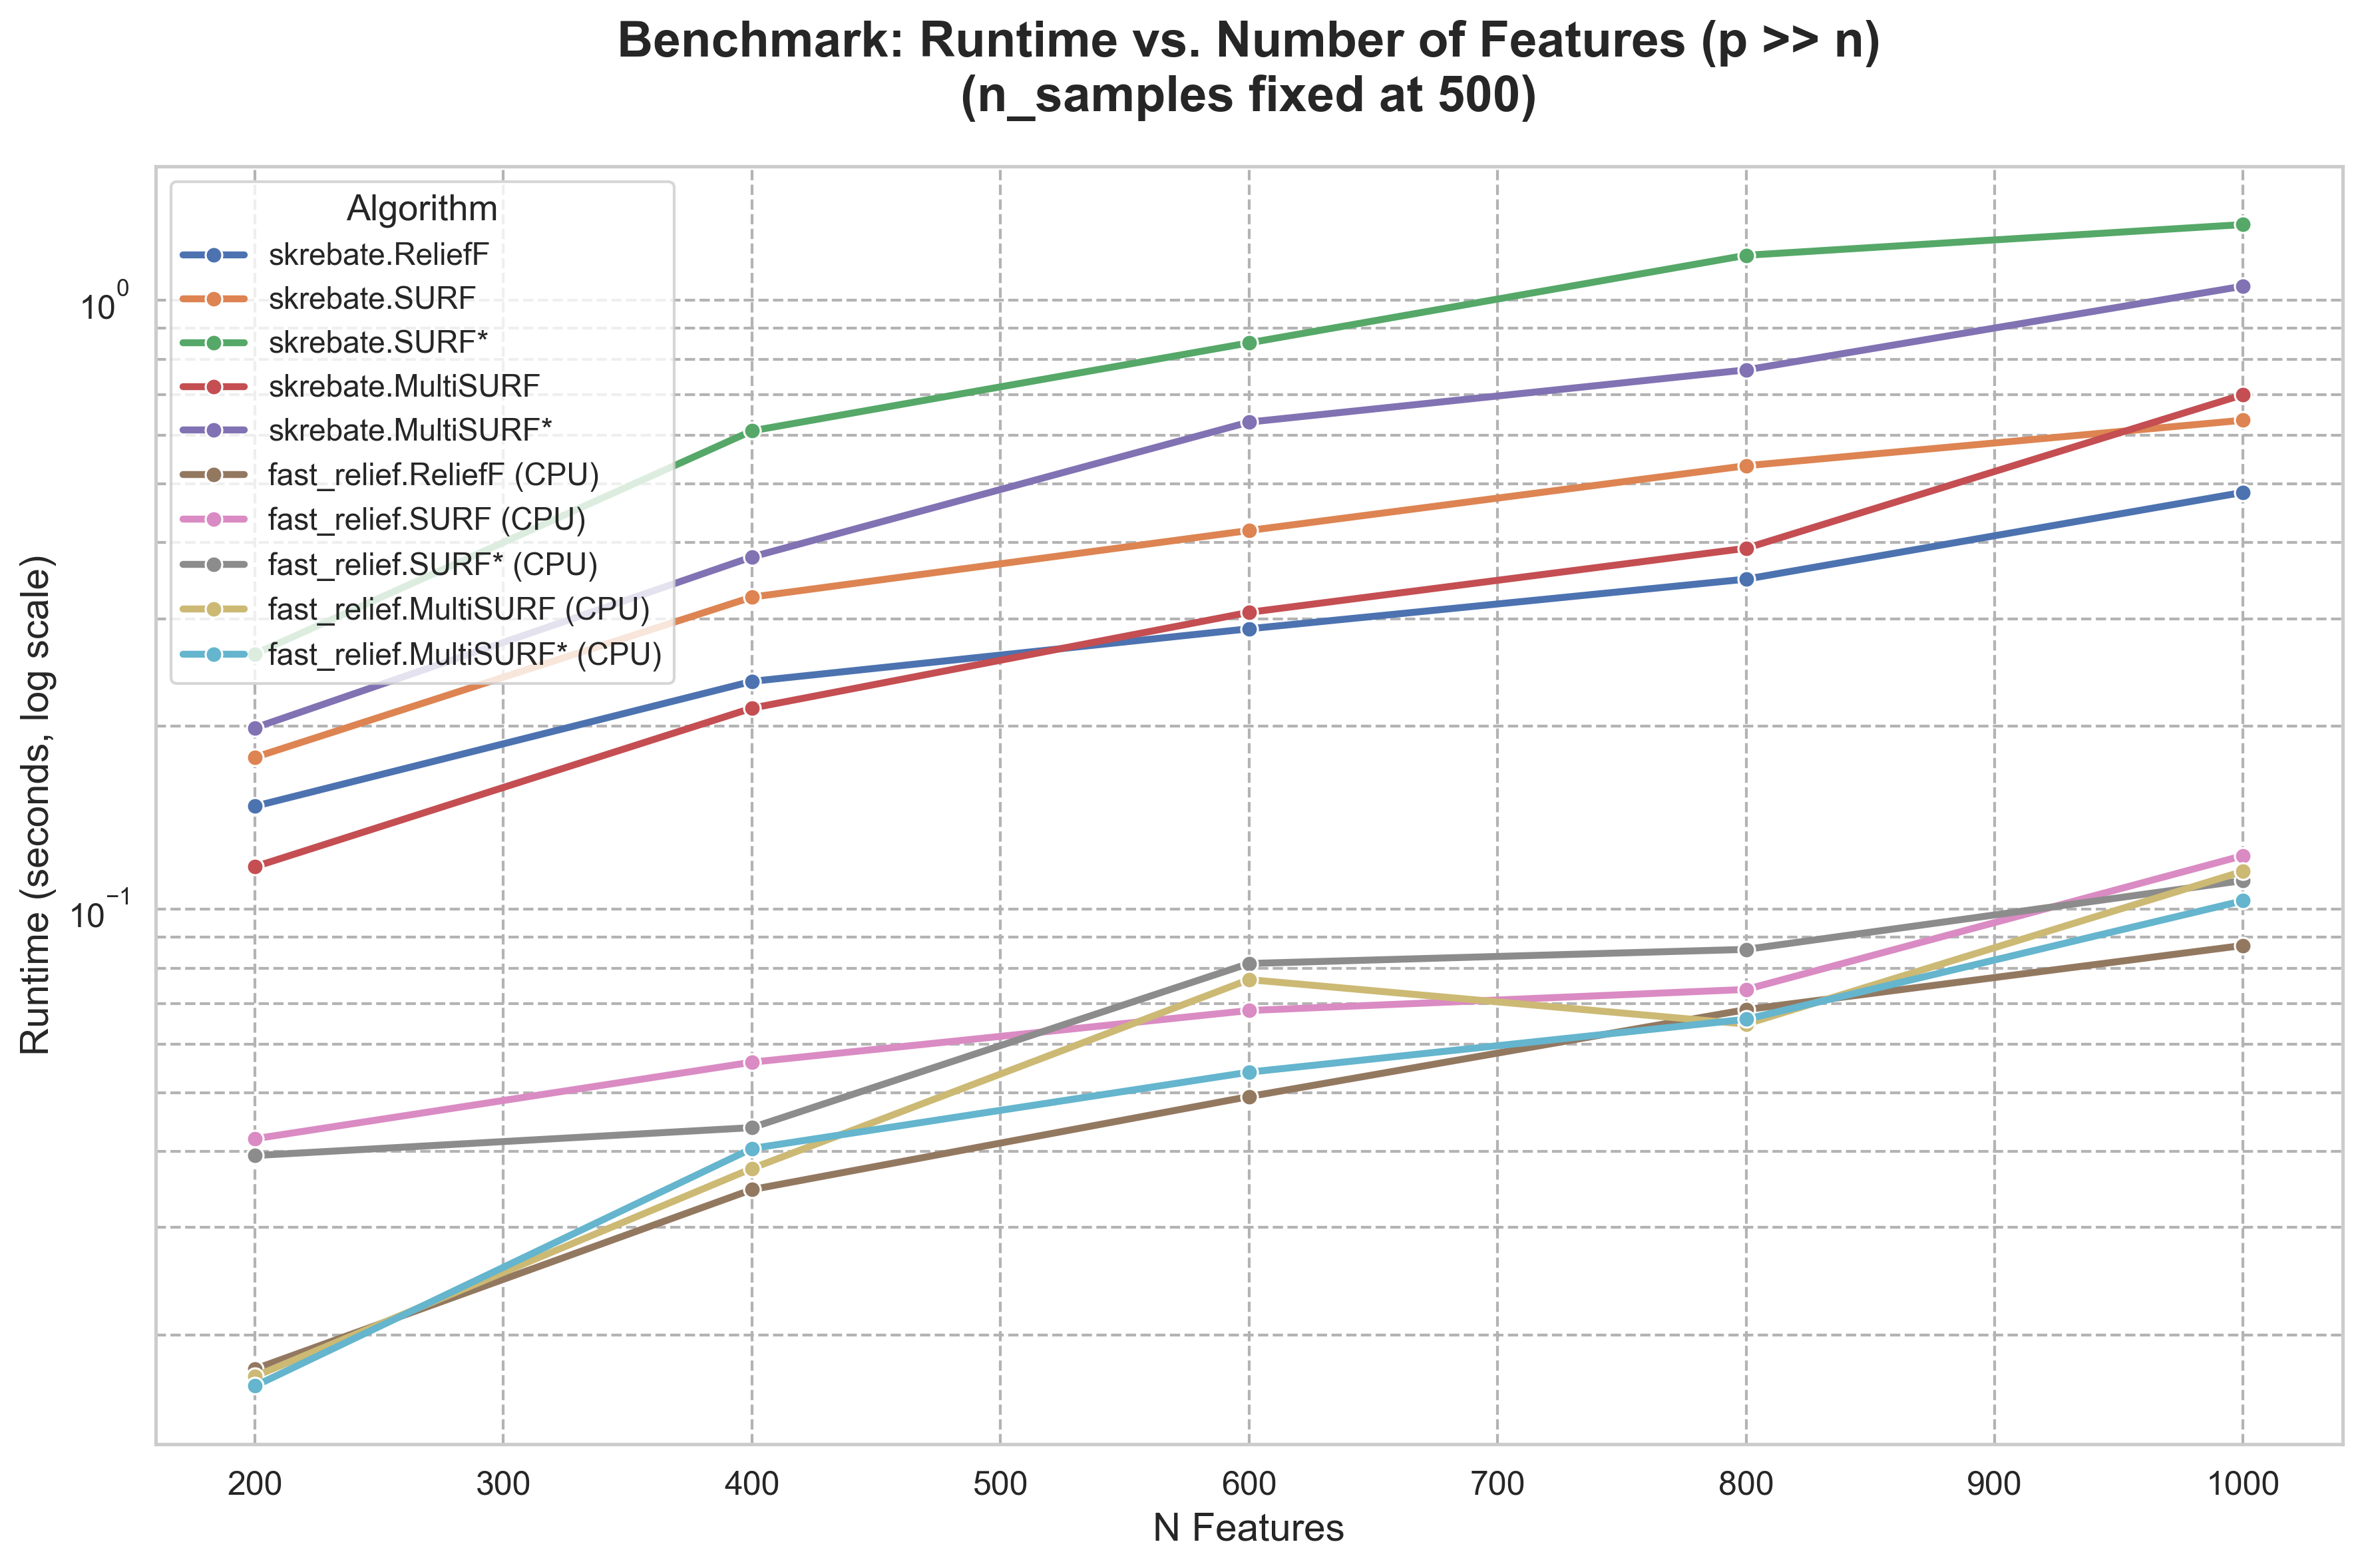 Benchmark: Runtime vs. Number of Features (p >> n)
(n_samples fixed at 500)
Algorithm
skrebate.ReliefF
skrebate.SURF
skrebate.SURF*
skrebate.MultiSURF
skrebate.MultiSURF*
fast_relief.ReliefF (CPU)
fast_relief.SURF (CPU)
fast_relief.SURF* (CPU)
fast_relief.MultiSURF (CPU)
fast_relief.MultiSURF* (CPU)
Runtime (seconds, log scale)
10⁰
10⁻¹
200 300 400 500 600 700 800 900 1000
N Features